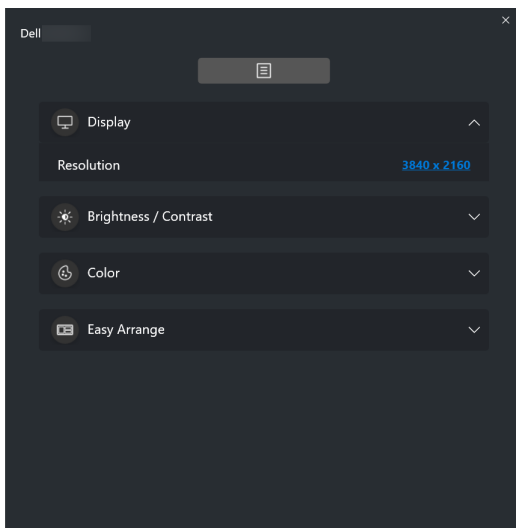 Dell
Display
Resolution 3840 x 2160
Brightness / Contrast
Color
Easy Arrange